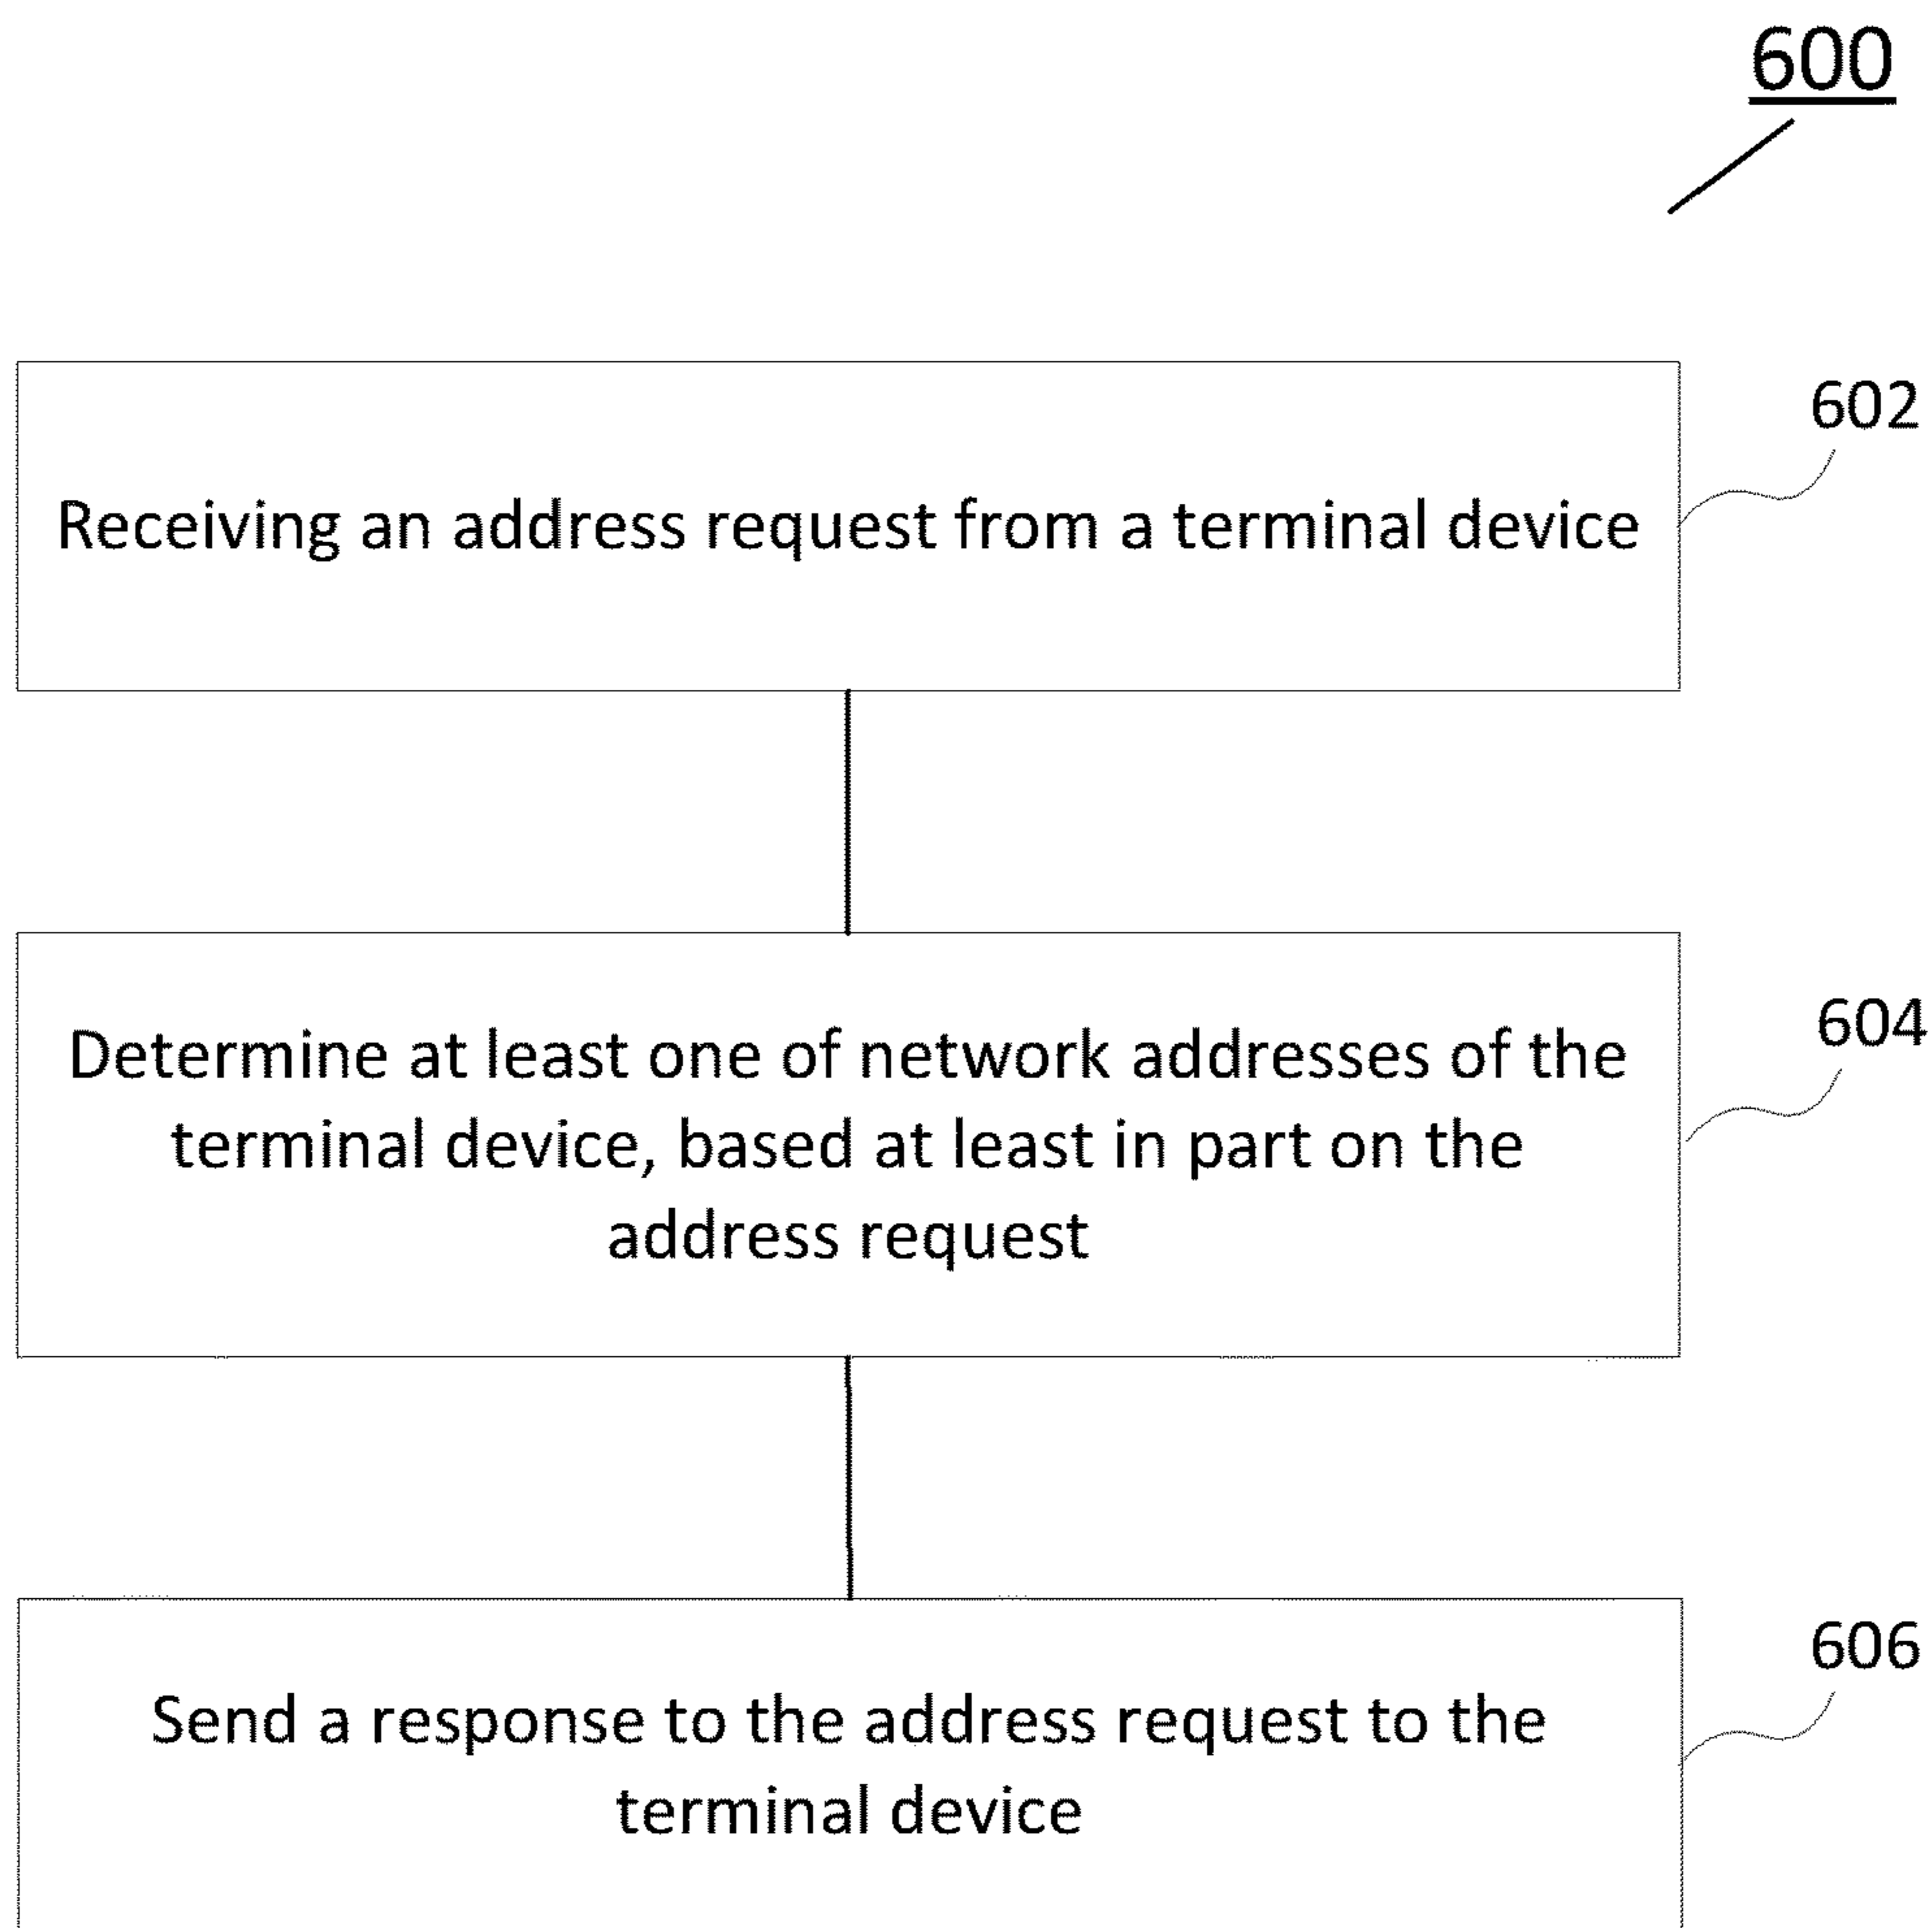 600
602
Receiving an address request from a terminal device
604
Determine at least one of network addresses of the
terminal device, based at least in part on the
address request
606
Send a response to the address request to the
terminal device